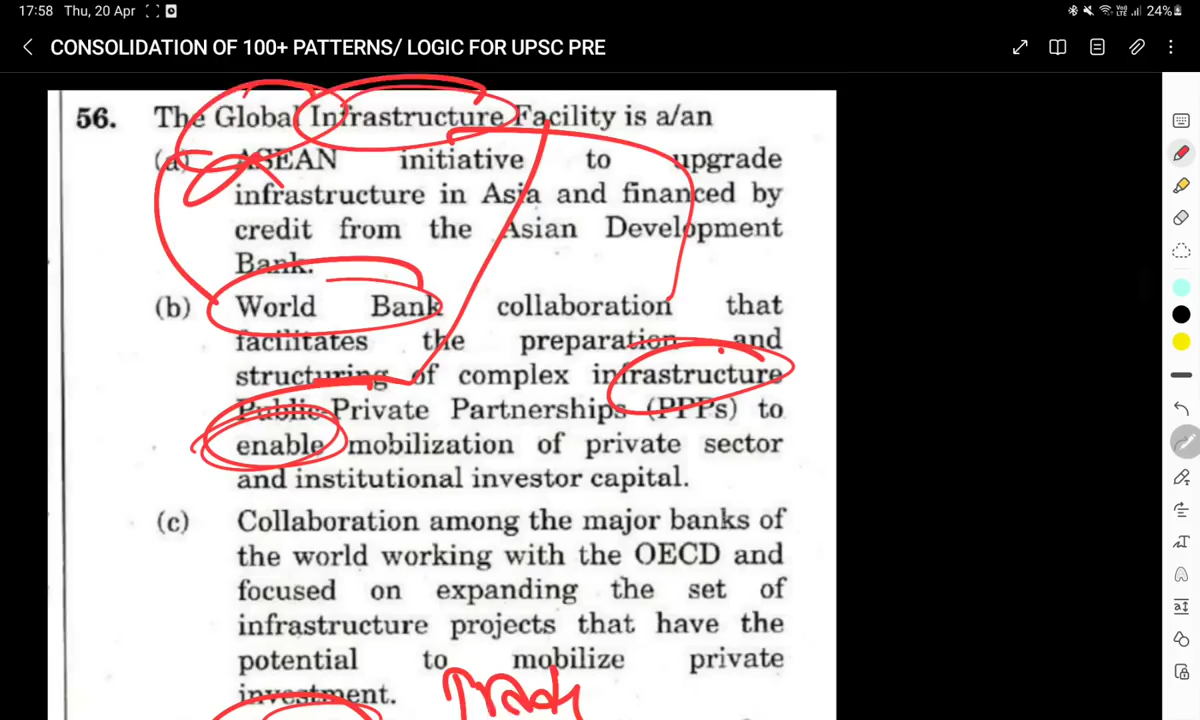 17:58 Thu, 20 Apr
24%
CONSOLIDATION OF 100+ PATTERNS/ LOGIC FOR UPSC PRE
56. The Global Infrastructure Facility is a/an
(a) ASEAN initiative to upgrade
infrastructure in Asia and financed by
credit from the Asian Development
Bank.
(b) World Bank collaboration that
facilitates the preparation and
structuring of complex infrastructure
Public-Private Partnerships (PPPs) to
enable mobilization of private sector
and institutional investor capital.
(c) Collaboration among the major banks of
the world working with the OECD and
focused on expanding the set of
infrastructure projects that have the
potential to mobilize private
investment.